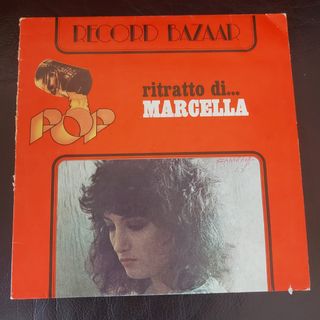 RECORD BAZAAR
POP
ritratto di...
MARCELLA